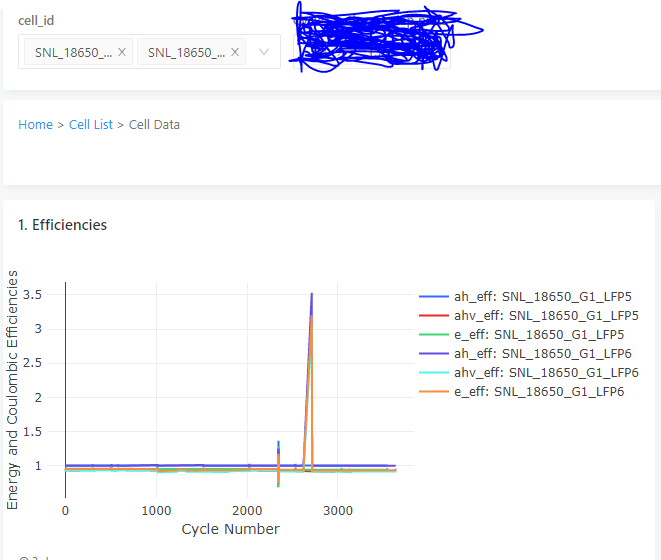 cell_id
SNL_18650_... × SNL_18650_... ×
Home > Cell List > Cell Data
1. Efficiencies
Energy and Coulombic Efficiencies
3.5
3
2.5
2
1.5
1
0 1000 2000 3000
Cycle Number
ah_eff: SNL_18650_G1_LFP5
ahv_eff: SNL_18650_G1_LFP5
e_eff: SNL_18650_G1_LFP5
ah_eff: SNL_18650_G1_LFP6
ahv_eff: SNL_18650_G1_LFP6
e_eff: SNL_18650_G1_LFP6